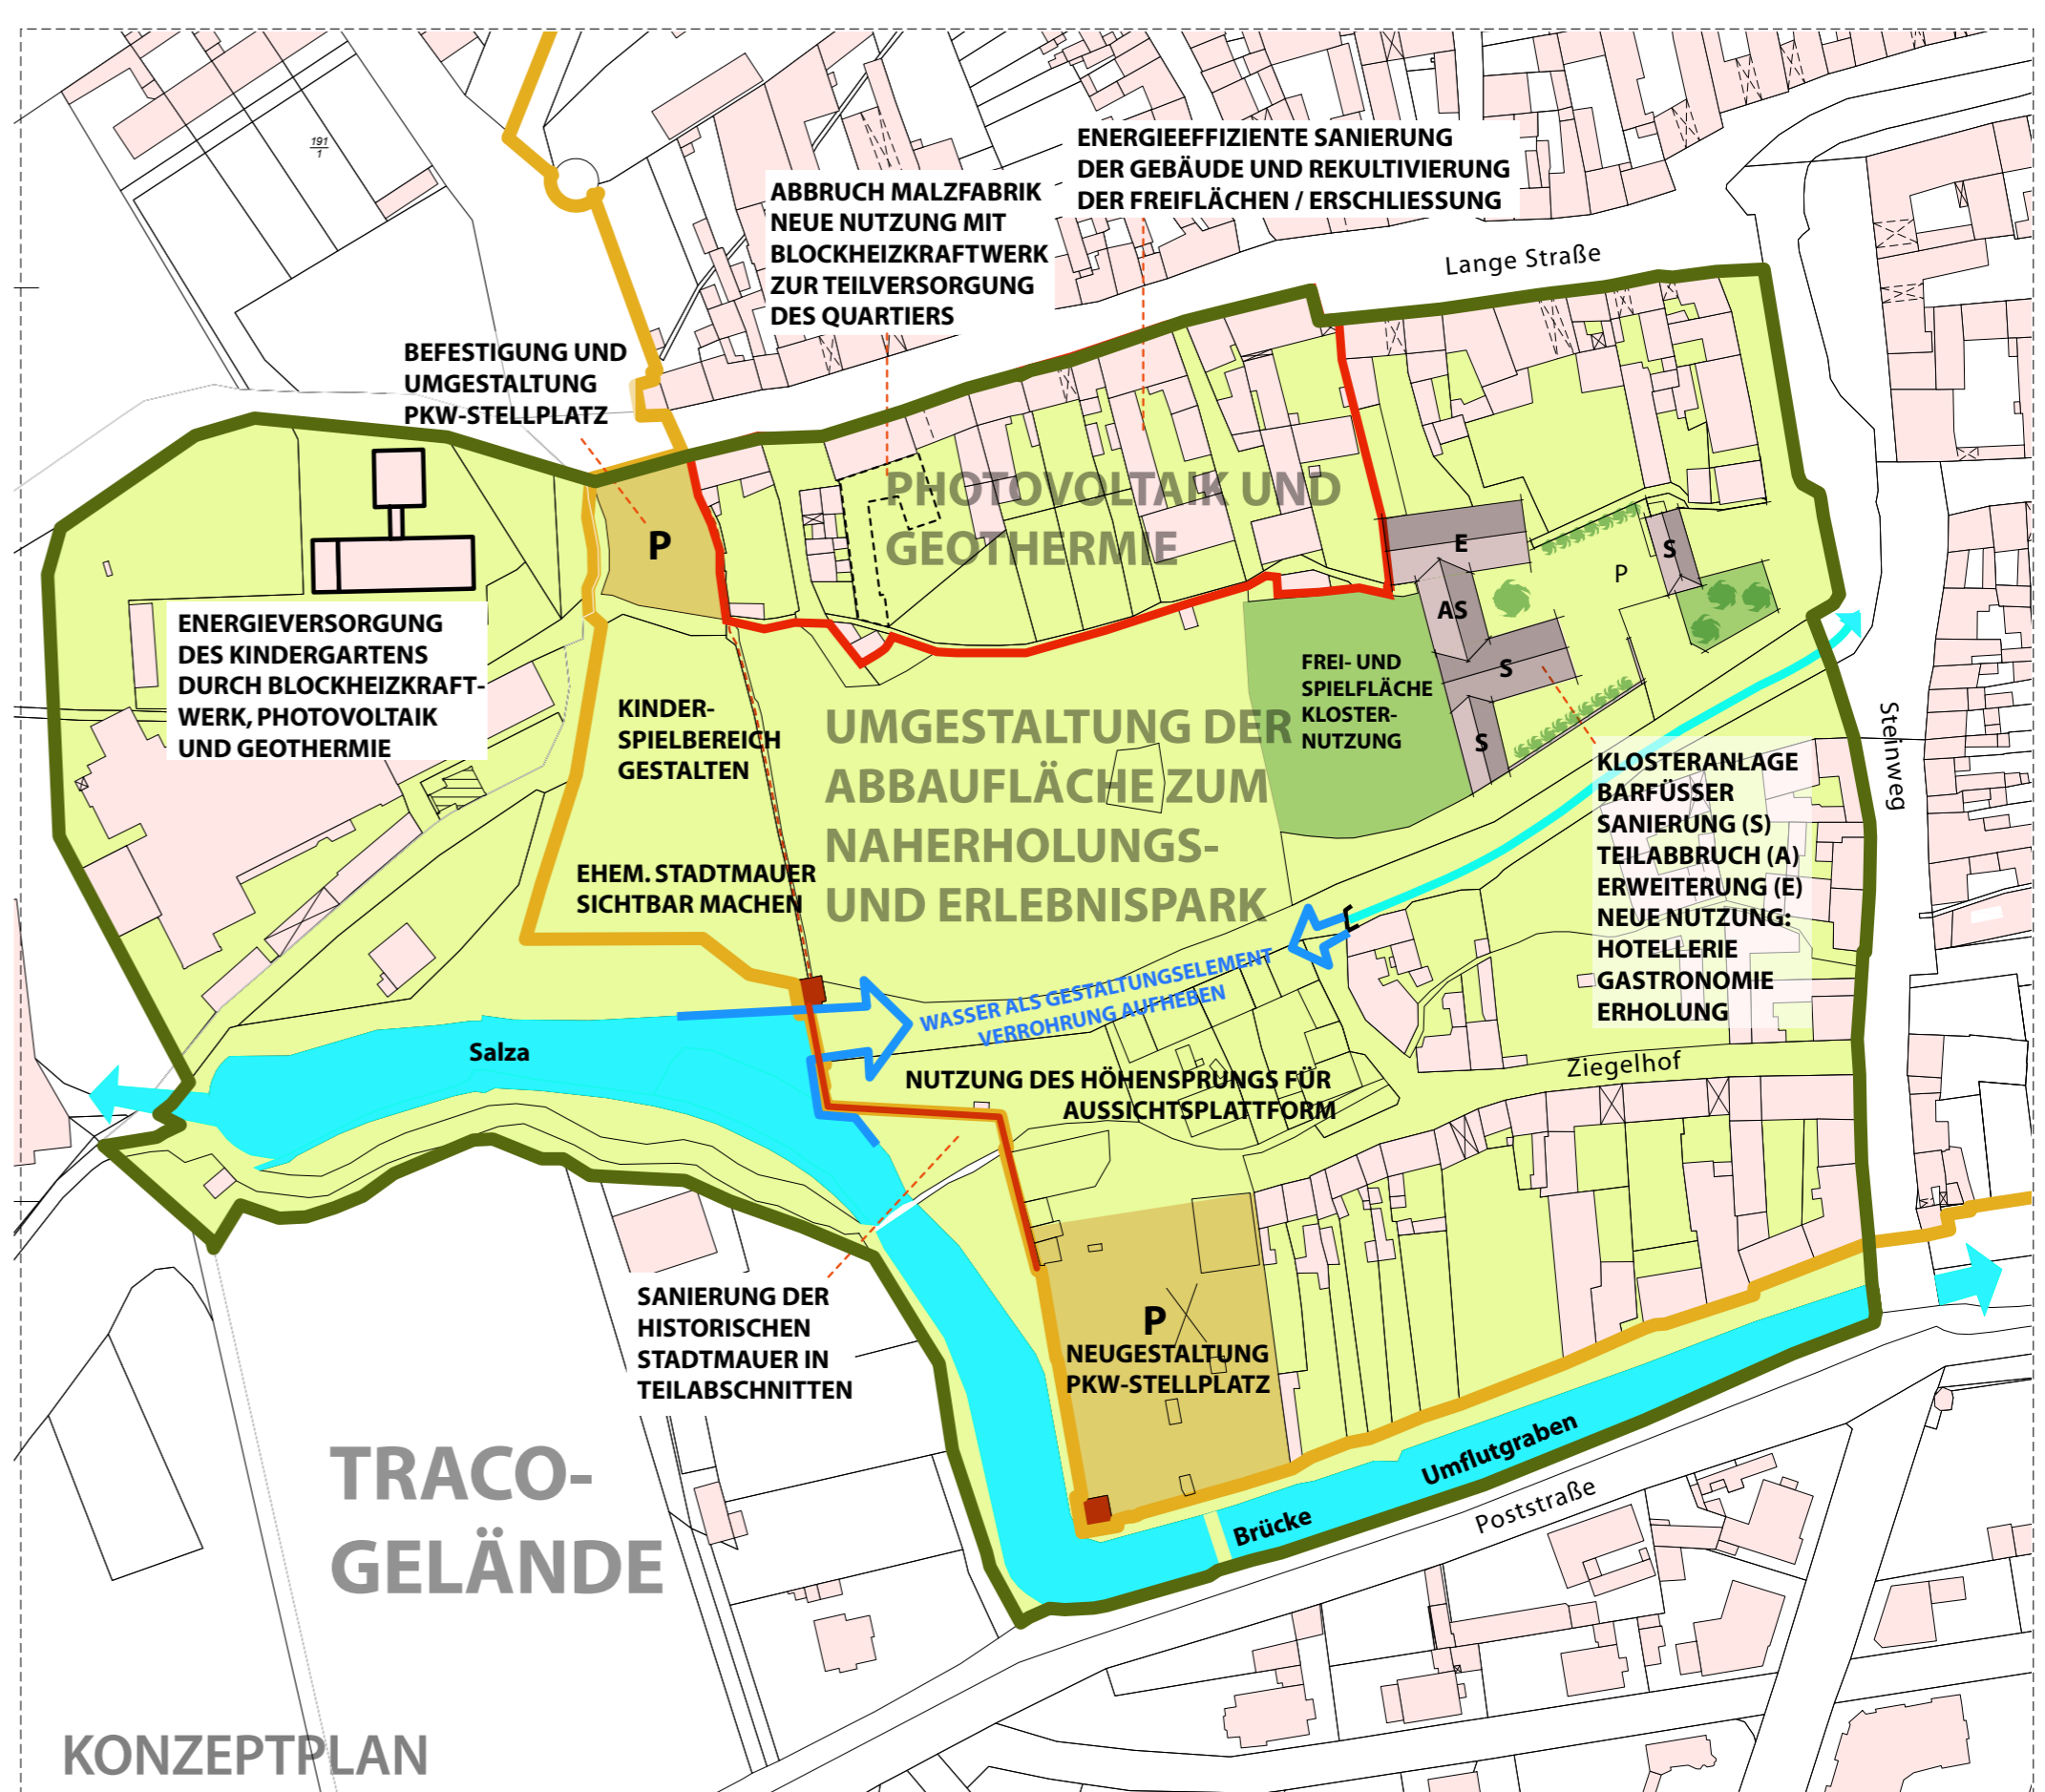 191
1
ENERGIEEFFIZIENTE SANIERUNG
DER GEBÄUDE UND REKULTIVIERUNG
DER FREIFLÄCHEN / ERSCHLIESSUNG
ABBRUCH MALZFABRIK
NEUE NUTZUNG MIT
BLOCKHEIZKRAFTWERK
ZUR TEILVERSORGUNG
DES QUARTIERS
Lange Straße
BEFESTIGUNG UND
UMGESTALTUNG
PKW-STELLPLATZ
PHOTOVOLTAIK UND
GEOTHERMIE
P
E
S
P
AS
S
S
ENERGIEVERSORGUNG
DES KINDERGARTENS
DURCH BLOCKHEIZKRAFT-
WERK, PHOTOVOLTAIK
UND GEOTHERMIE
KINDER-
SPIELBEREICH
GESTALTEN
FREI- UND
SPIELFLÄCHE
KLOSTER-
NUTZUNG
UMGESTALTUNG DER
ABBAUFLÄCHE ZUM
NAHERHOLUNGS-
UND ERLEBNISPARK
Steinweg
KLOSTERANLAGE
BARFÜSSER
SANIERUNG (S)
TEILABBRUCH (A)
ERWEITERUNG (E)
NEUE NUTZUNG:
HOTELLERIE
GASTRONOMIE
ERHOLUNG
EHEM. STADTMAUER
SICHTBAR MACHEN
WASSER ALS GESTALTUNGSELEMENT
VERROHRUNG AUFHEBEN
Salza
Ziegelhof
NUTZUNG DES HÖHENSPRUNGS FÜR
AUSSICHTSPLATTFORM
SANIERUNG DER
HISTORISCHEN
STADTMAUER IN
TEILABSCHNITTEN
P
NEUGESTALTUNG
PKW-STELLPLATZ
Umflutgraben
Brücke
Poststraße
TRACO-
GELÄNDE
KONZEPTPLAN